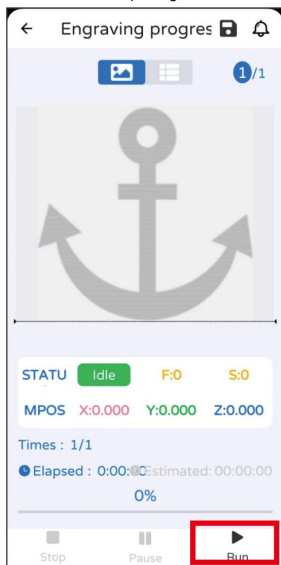 Engraving progres
1/1
STATU Idle F:0 S:0
MPOS X:0.000 Y:0.000 Z:0.000
Times : 1/1
Elapsed : 0:00: Estimated: 00:00:00
0%
Stop Pause Run